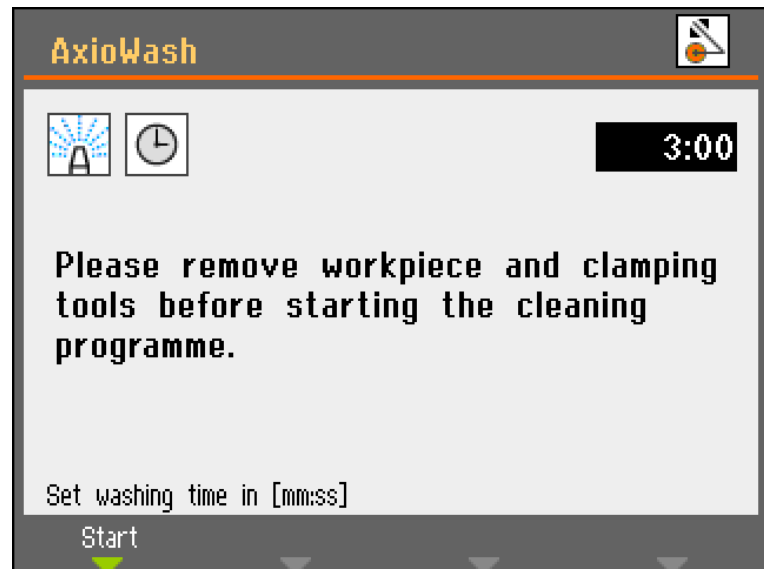 AxioWash
3:00
Please remove workpiece and clamping
tools before starting the cleaning
programme.
Set washing time in [mm:ss]
Start